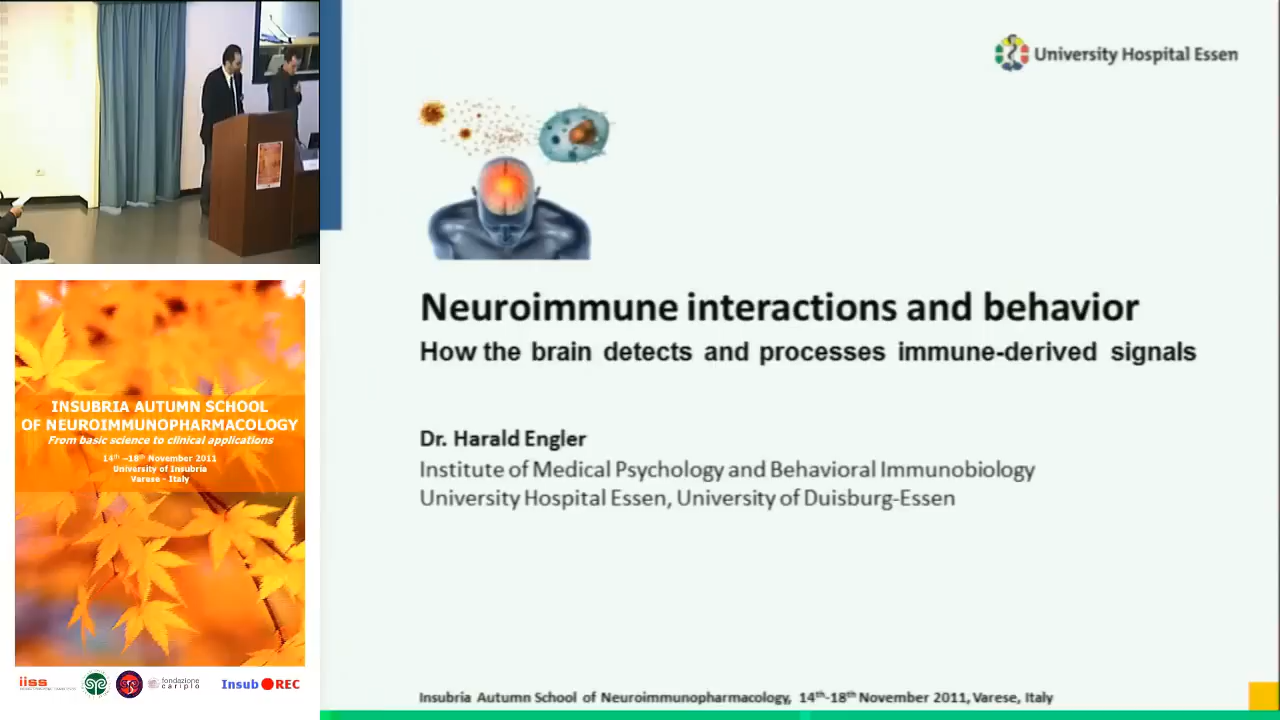 University Hospital Essen
Neuroimmune interactions and behavior
How the brain detects and processes immune-derived signals
Dr. Harald Engler
Institute of Medical Psychology and Behavioral Immunobiology
University Hospital Essen, University of Duisburg-Essen
Insubria Autumn School of Neuroimmunopharmacology, 14th-18th November 2011, Varese, Italy
INSUBRIA AUTUMN SCHOOL
OF NEUROIMMUNOPHARMACOLOGY
From basic science to clinical applications
14th –18th November 2011
University of Insubria
Varese - Italy
iiss
fondazione
cariplo
Insub REC